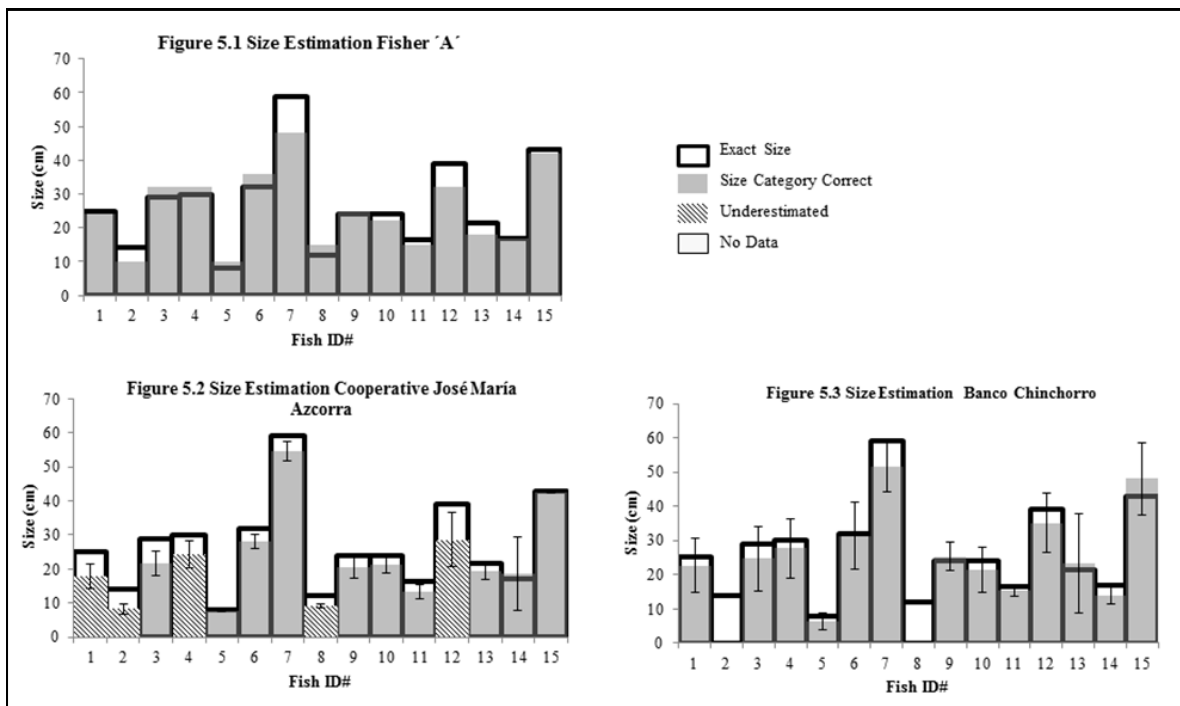 Figure 5.1 Size Estimation Fisher ´A´
70
60
50
40
30
20
10
0
Size (cm)
1 2 3 4 5 6 7 8 9 10 11 12 13 14 15
Fish ID#
Exact Size
Size Category Correct
Underestimated
No Data
Figure 5.2 Size Estimation Cooperative José María
Azcorra
70
60
50
40
30
20
10
0
Size (cm)
1 2 3 4 5 6 7 8 9 10 11 12 13 14 15
Fish ID#
Figure 5.3 Size Estimation Banco Chinchorro
70
60
50
40
30
20
10
0
Size (cm)
1 2 3 4 5 6 7 8 9 10 11 12 13 14 15
Fish ID#